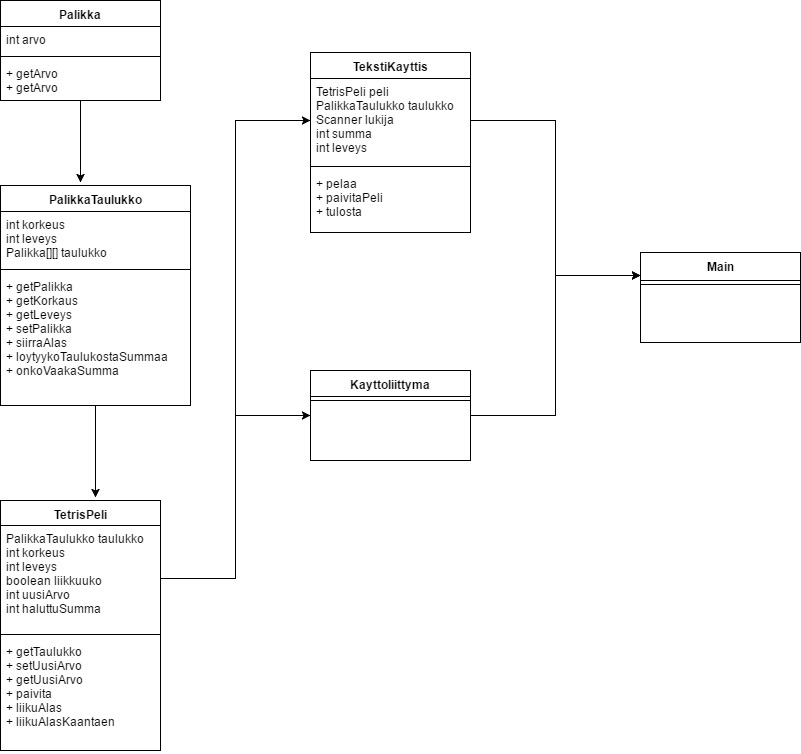 Palikka
int arvo
+ getArvo
+ getArvo
PalikkaTaulukko
int korkeus
int leveys
Palikka[][] taulukko
+ getPalikka
+ getKorkaus
+ getLeveys
+ setPalikka
+ siirraAlas
+ loytyykoTaulukostaSummaa
+ onkoVaakaSumma
TetrisPeli
PalikkaTaulukko taulukko
int korkeus
int leveys
boolean liikkuuko
int uusiArvo
int haluttuSumma
+ getTaulukko
+ setUusiArvo
+ getUusiArvo
+ paivita
+ liikuAlas
+ liikuAlasKaantaen
TekstiKayttis
TetrisPeli peli
PalikkaTaulukko taulukko
Scanner lukija
int summa
int leveys
+ pelaa
+ paivitaPeli
+ tulosta
Kayttoliittyma
Main